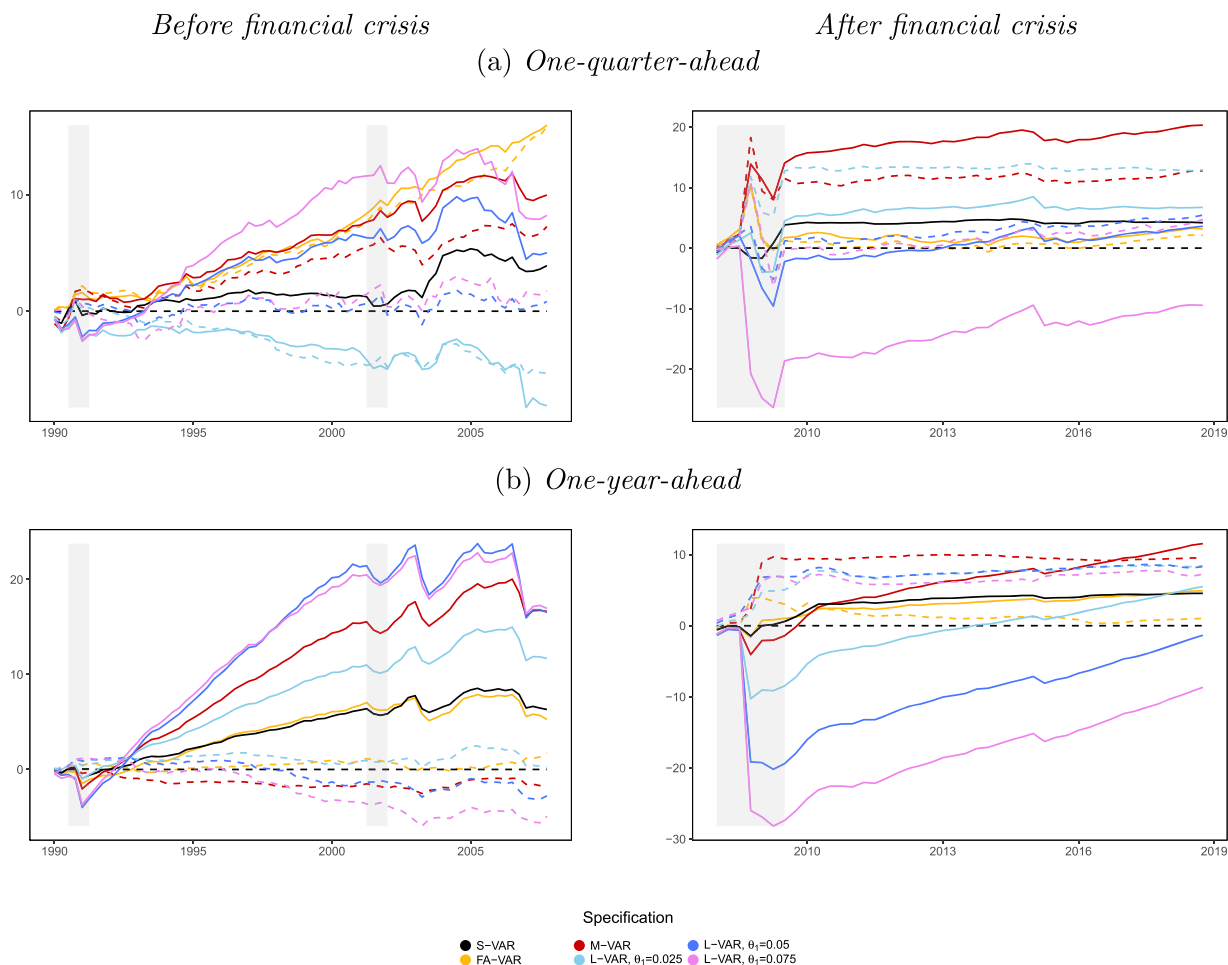 Before financial crisis After financial crisis
(a) One-quarter-ahead
10
0
1990 1995 2000 2005
20
10
0
−10
−20
2010 2013 2016 2019
(b) One-year-ahead
20
10
0
1990 1995 2000 2005
10
0
−10
−20
−30
2010 2013 2016 2019
Specification
S−VAR M−VAR L−VAR, θ₁=0.05
FA−VAR L−VAR, θ₁=0.025 L−VAR, θ₁=0.075